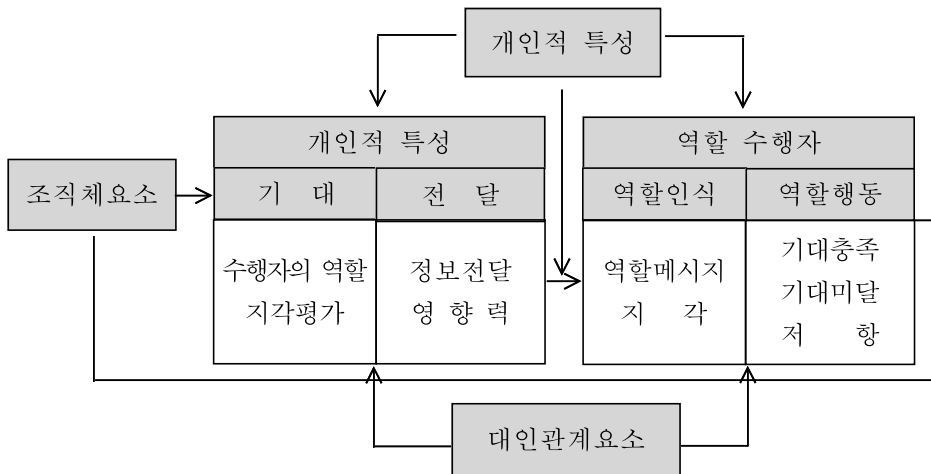 개인적 특성
개인적 특성
역할 수행자
조직체요소
기 대
전 달
역할인식
역할행동
수행자의 역할
지각평가
정보전달
영 향 력
역할메시지
지 각
기대충족
기대미달
저 항
대인관계요소